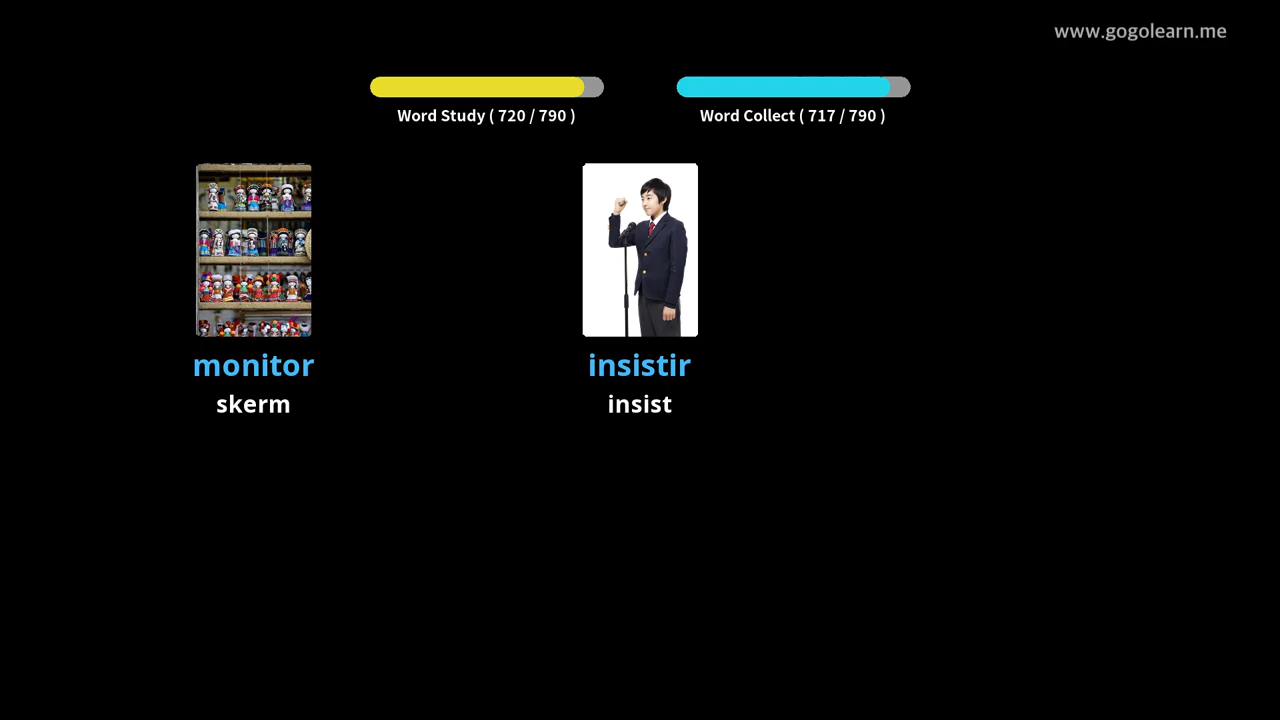 www.gogolearn.me
Word Study ( 720 / 790 )
Word Collect ( 717 / 790 )
monitor
skerm
insistir
insist